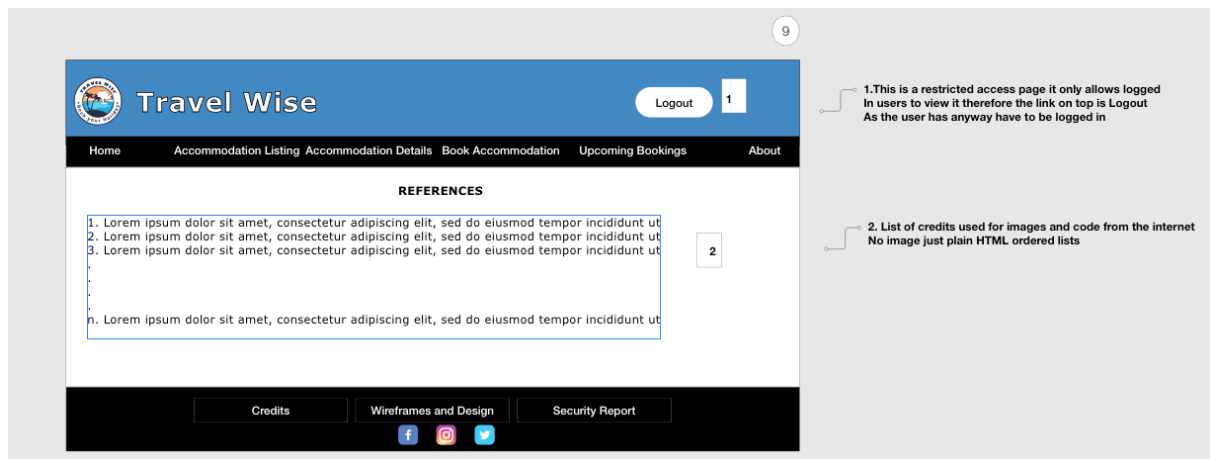 9
TRAVEL WISE
Travel Wise
Logout
1
1.This is a restricted access page it only allows logged
In users to view it therefore the link on top is Logout
As the user has anyway have to be logged in
Home Accommodation Listing Accommodation Details Book Accommodation Upcoming Bookings About
REFERENCES
1. Lorem ipsum dolor sit amet, consectetur adipiscing elit, sed do eiusmod tempor incididunt ut
2. Lorem ipsum dolor sit amet, consectetur adipiscing elit, sed do eiusmod tempor incididunt ut
3. Lorem ipsum dolor sit amet, consectetur adipiscing elit, sed do eiusmod tempor incididunt ut
.
.
.
.
n. Lorem ipsum dolor sit amet, consectetur adipiscing elit, sed do eiusmod tempor incididunt ut
2
2. List of credits used for images and code from the internet
No image just plain HTML ordered lists
Credits Wireframes and Design Security Report